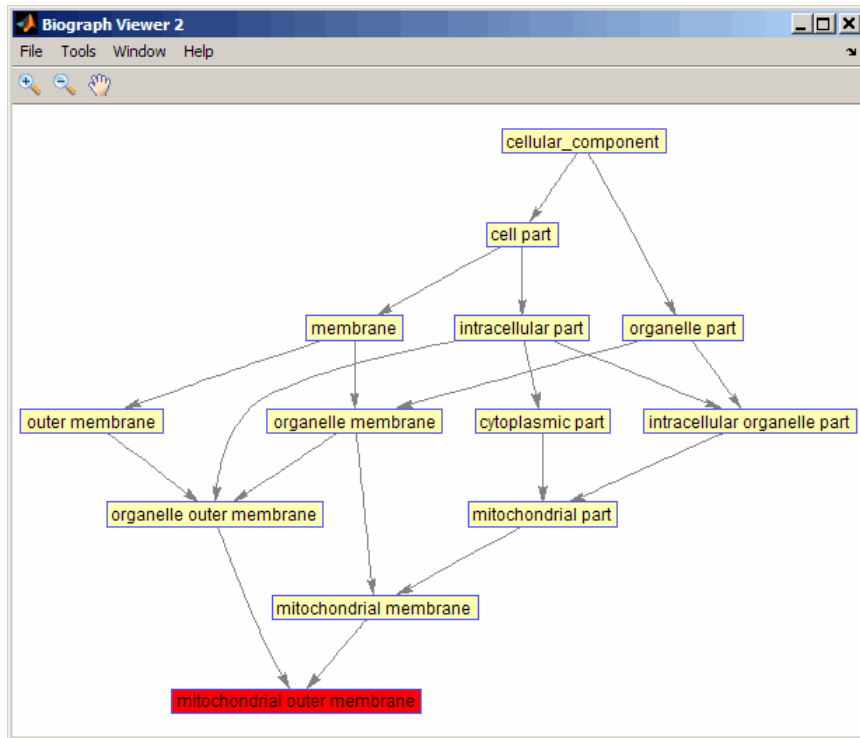 Biograph Viewer 2
File Tools Window Help
cellular_component
cell part
membrane intracellular part organelle part
outer membrane organelle membrane cytoplasmic part intracellular organelle part
organelle outer membrane mitochondrial part
mitochondrial membrane
mitochondrial outer membrane